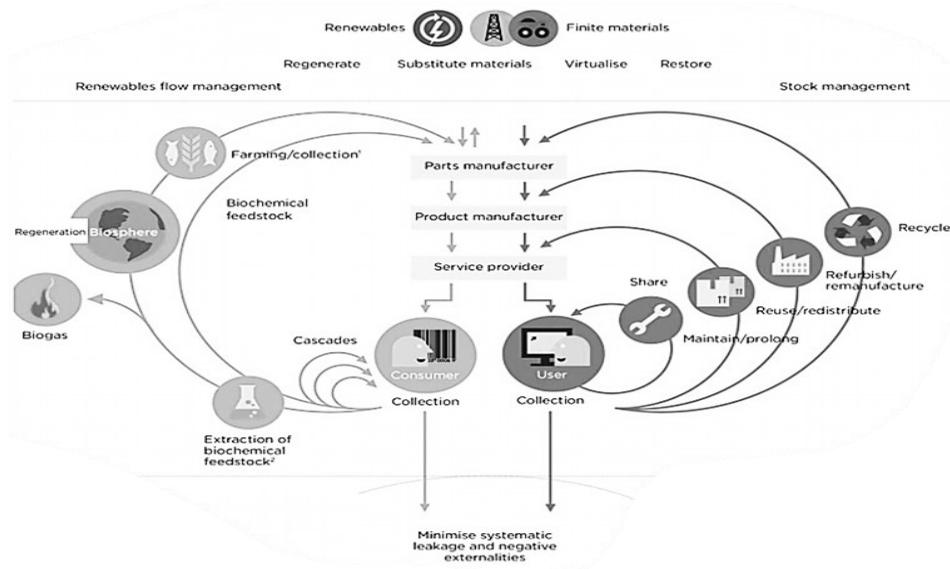 Renewables
Finite materials
Regenerate
Substitute materials
Virtualise
Restore
Renewables flow management
Stock management
Farming/collection¹
Parts manufacturer
Biochemical
feedstock
Product manufacturer
Regeneration
Biosphere
Recycle
Service provider
Share
Refurbish/
remanufacture
Reuse/redistribute
Biogas
Cascades
Maintain/prolong
Consumer
User
Collection
Collection
Extraction of
biochemical
feedstock²
Minimise systematic
leakage and negative
externalities